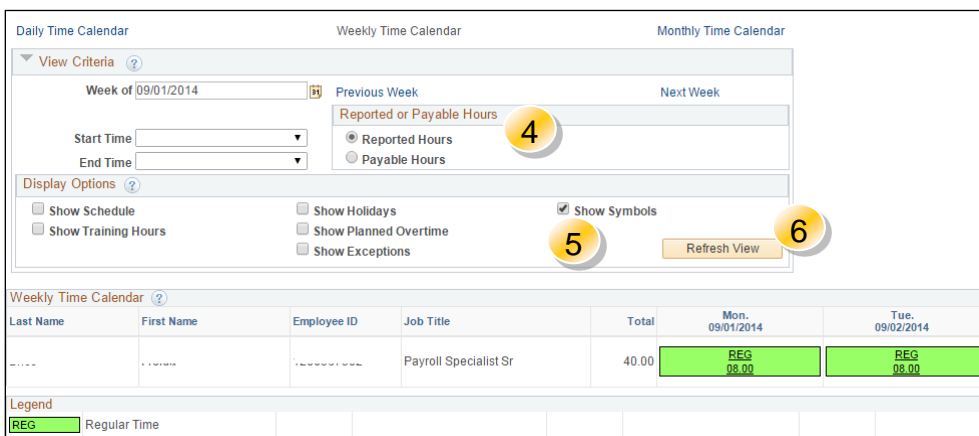 Daily Time Calendar Weekly Time Calendar Monthly Time Calendar
View Criteria ?
Week of 09/01/2014 31 Previous Week Next Week
Reported or Payable Hours
4
Start Time Reported Hours
End Time Payable Hours
Display Options ?
Show Schedule Show Holidays Show Symbols
Show Training Hours Show Planned Overtime
Show Exceptions
5
6
Refresh View
Weekly Time Calendar ?
Last Name First Name Employee ID Job Title Total Mon. Tue.
09/01/2014 09/02/2014
Payroll Specialist Sr 40.00 REG REG
08.00 08.00
Legend
REG Regular Time